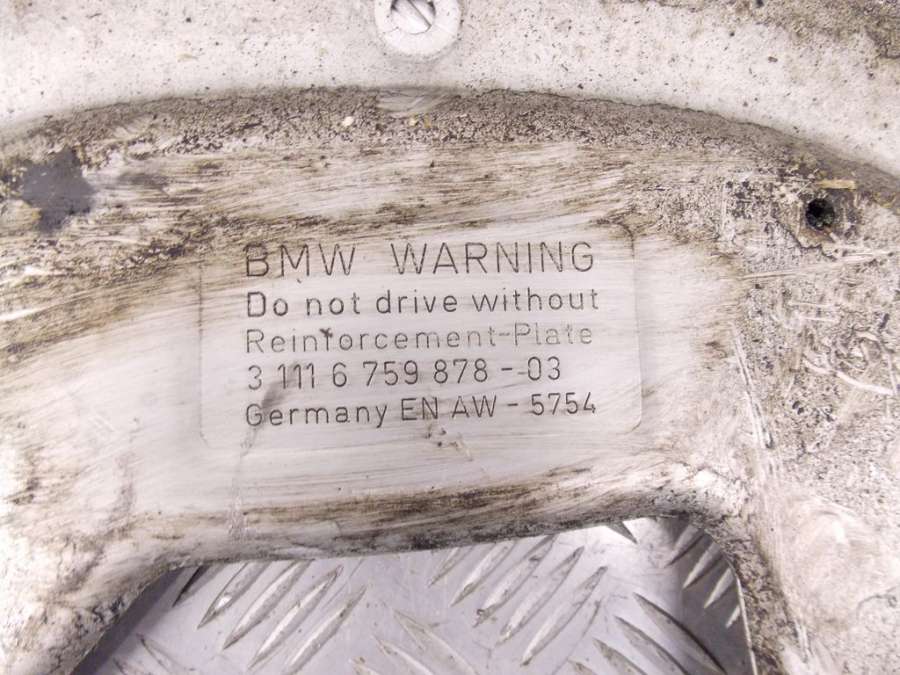 BMW WARNING
Do not drive without
Reinforcement-Plate
3 111 6 759 878 - 03
Germany EN AW - 5754